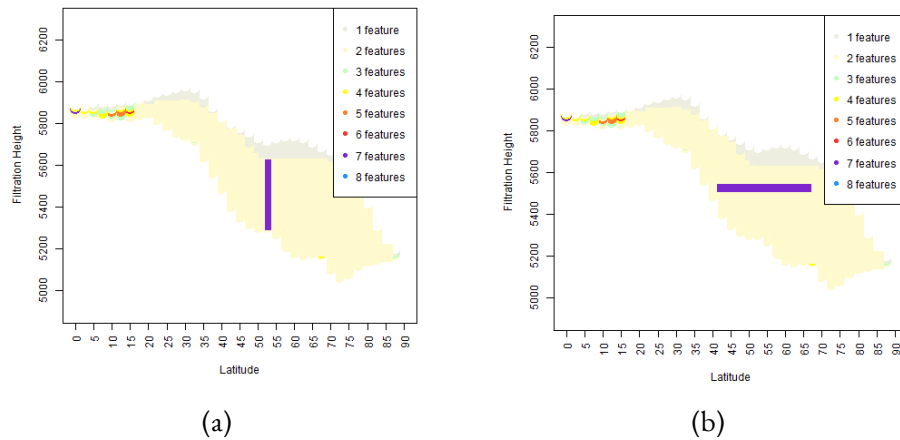 1 feature
2 features
3 features
4 features
5 features
6 features
7 features
8 features
6200
6000
5800
5600
5400
5200
5000
Filtration Height
0 5 10 15 20 25 30 35 40 45 50 55 60 65 70 75 80 85 90
Latitude
(a)
1 feature
2 features
3 features
4 features
5 features
6 features
7 features
8 features
6200
6000
5800
5600
5400
5200
5000
Filtration Height
0 5 10 15 20 25 30 35 40 45 50 55 60 65 70 75 80 85 90
Latitude
(b)